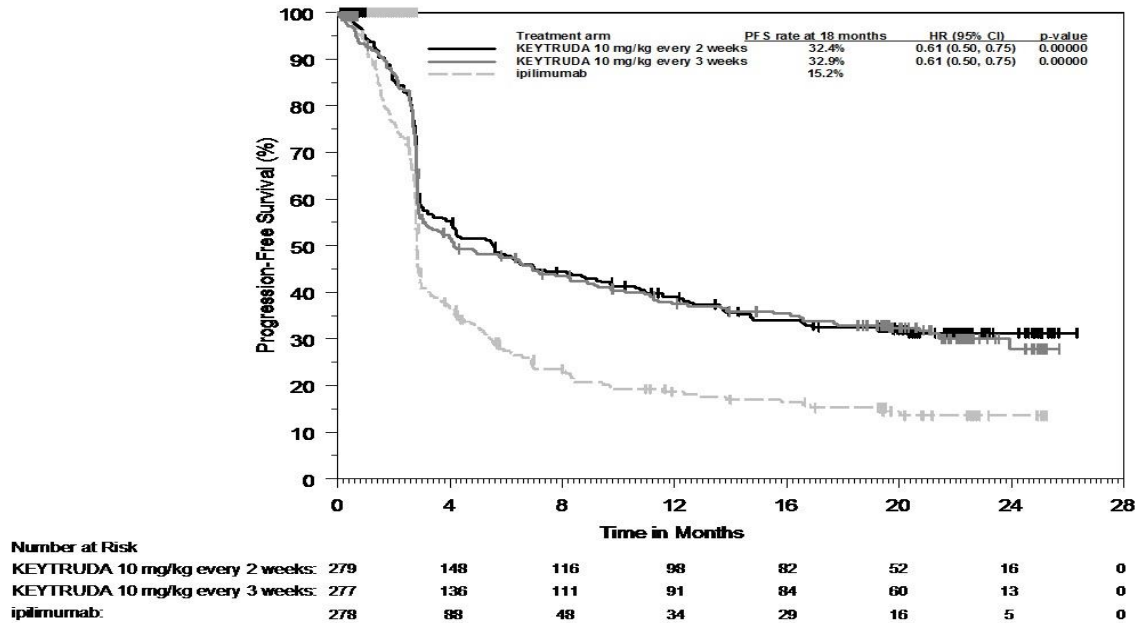 Treatment arm PFS rate at 18 months HR (95% CI) p-value
KEYTRUDA 10 mg/kg every 2 weeks 32.4% 0.61 (0.50, 0.75) 0.00000
KEYTRUDA 10 mg/kg every 3 weeks 32.9% 0.61 (0.50, 0.75) 0.00000
ipilimumab 15.2%
Progression-Free Survival (%)
100
90
80
70
60
50
40
30
20
10
0
0 4 8 12 16 20 24 28
Time in Months
Number at Risk
KEYTRUDA 10 mg/kg every 2 weeks: 279 148 116 98 82 52 16 0
KEYTRUDA 10 mg/kg every 3 weeks: 277 136 111 91 84 60 13 0
ipilimumab: 278 88 48 34 29 16 5 0